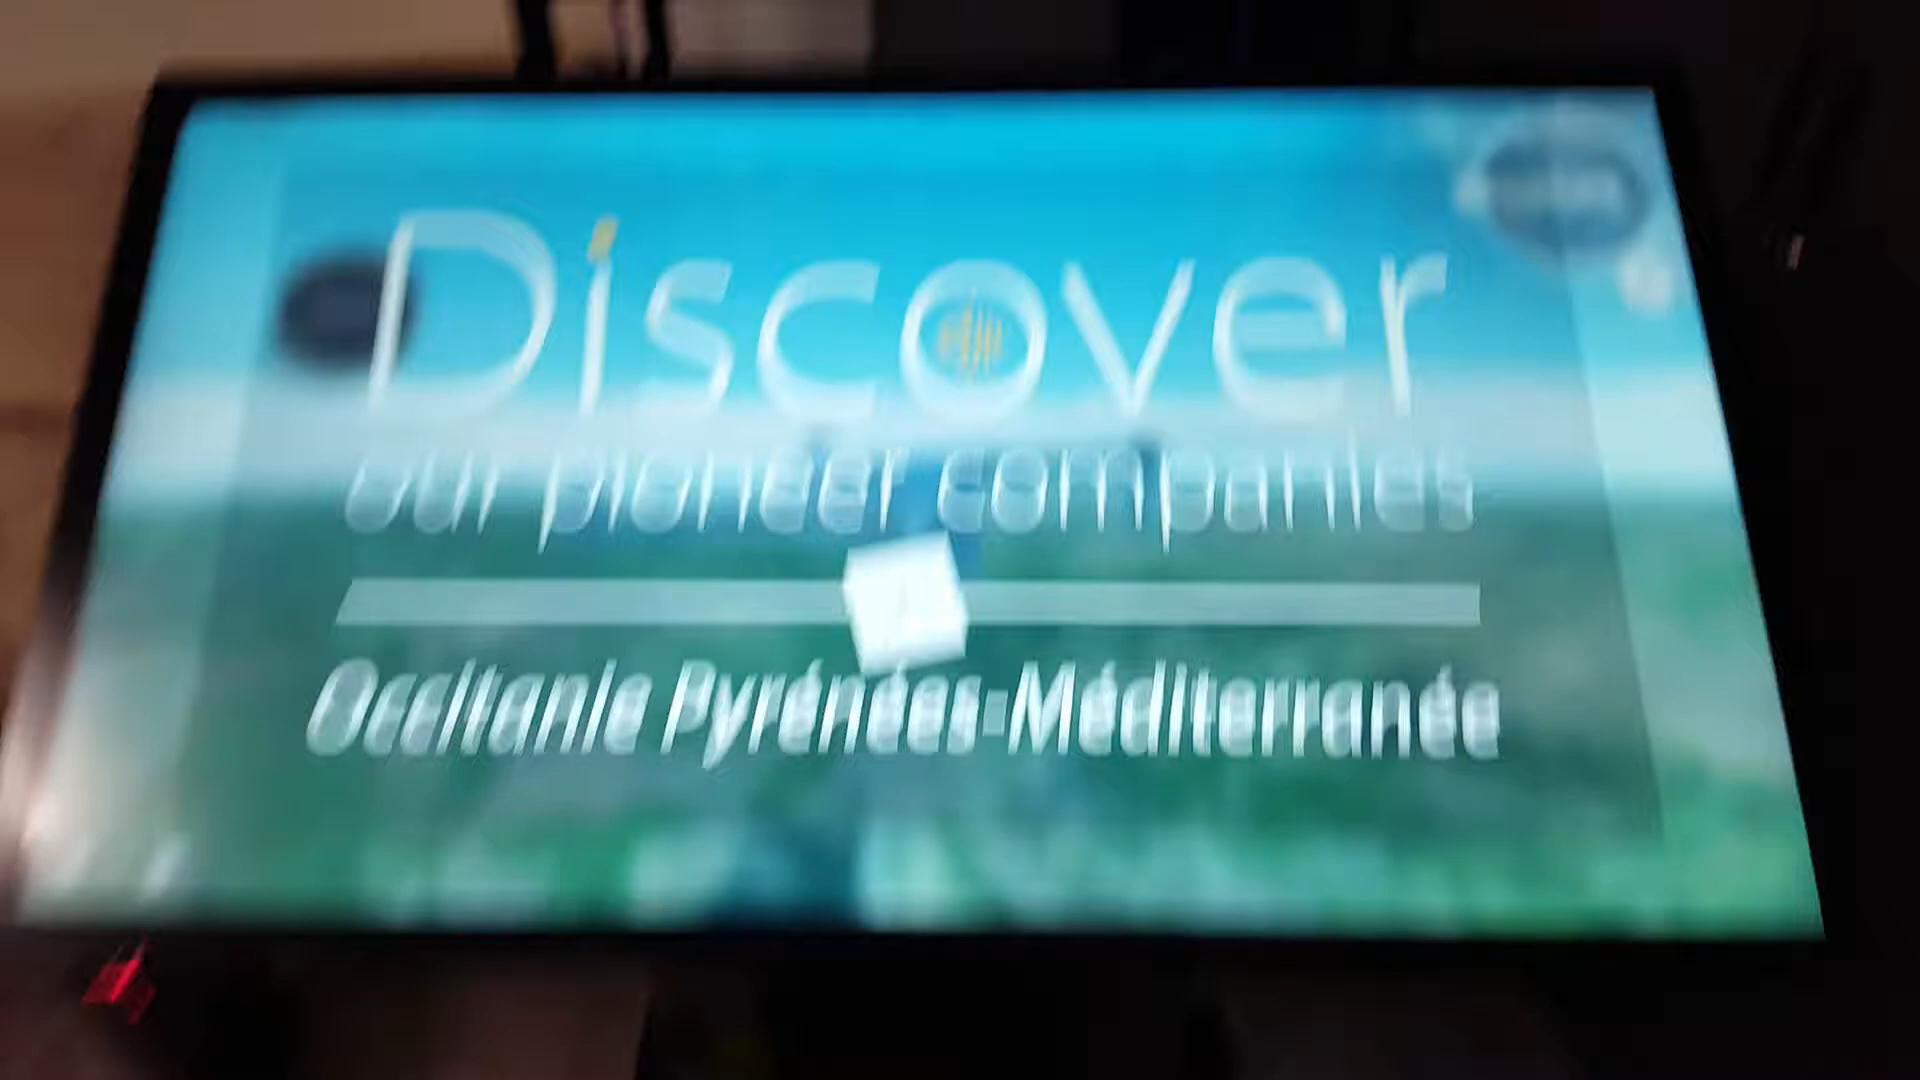 Discover
our pioneer companies
Occitanie Pyrénées-Méditerranée